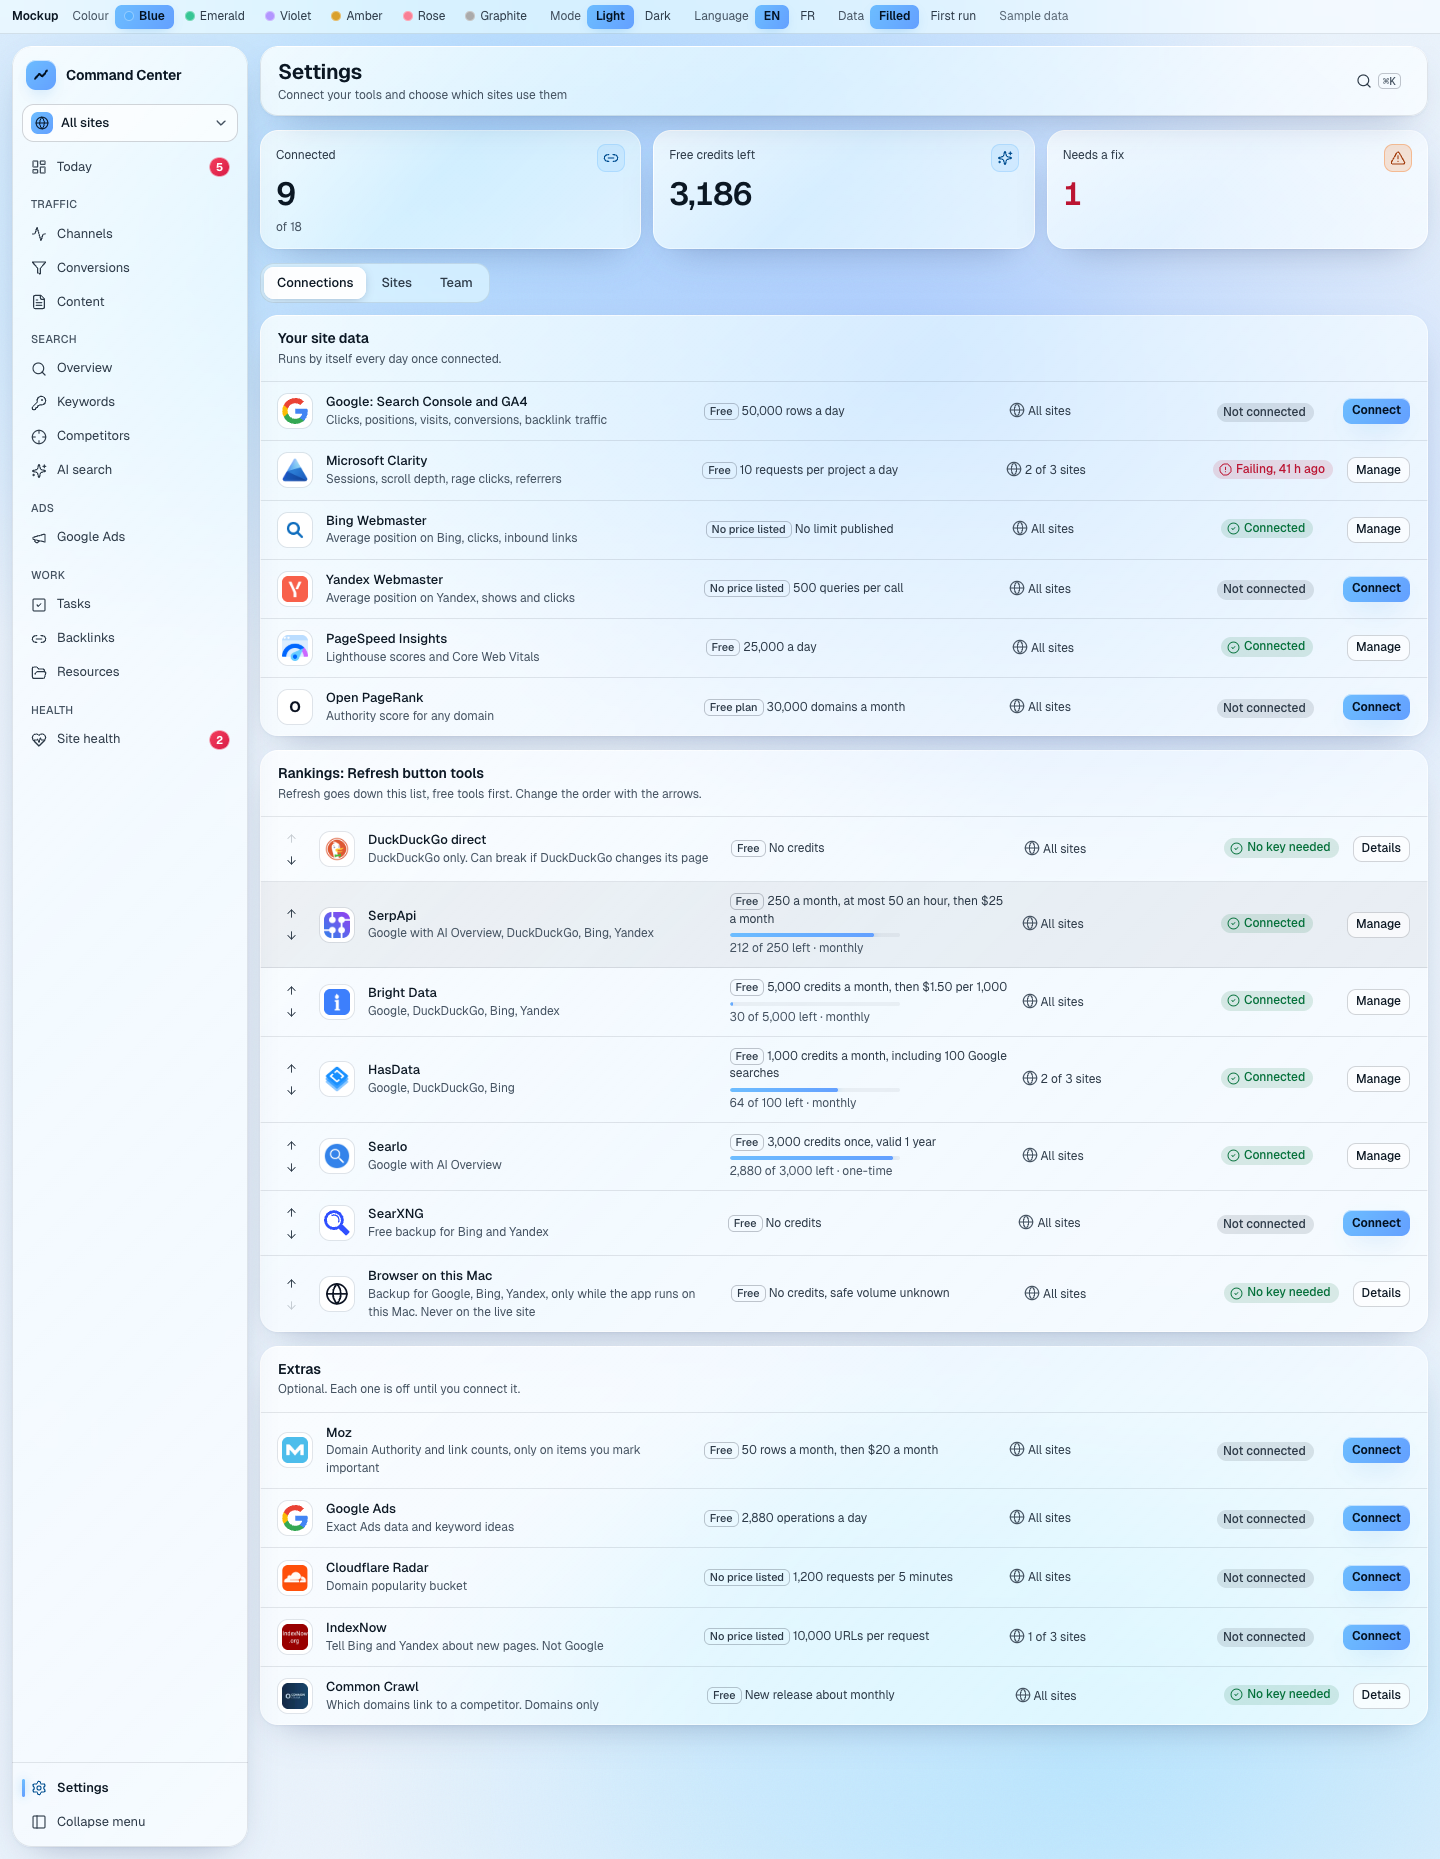 Mockup Colour Blue Emerald Violet Amber Rose Graphite Mode Light Dark Language EN FR Data Filled First run Sample data
Command Center
All sites
Today 5
TRAFFIC
Channels
Conversions
Content
SEARCH
Overview
Keywords
Competitors
AI search
ADS
Google Ads
WORK
Tasks
Backlinks
Resources
HEALTH
Site health 2
Settings
Collapse menu
Settings
Connect your tools and choose which sites use them
⌘K
Connected
9
of 18
Free credits left
3,186
Needs a fix
1
Connections Sites Team
Your site data
Runs by itself every day once connected.
Google: Search Console and GA4
Clicks, positions, visits, conversions, backlink traffic
Free 50,000 rows a day
All sites
Not connected
Connect
Microsoft Clarity
Sessions, scroll depth, rage clicks, referrers
Free 10 requests per project a day
2 of 3 sites
Failing, 41 h ago
Manage
Bing Webmaster
Average position on Bing, clicks, inbound links
No price listed No limit published
All sites
Connected
Manage
Yandex Webmaster
Average position on Yandex, shows and clicks
No price listed 500 queries per call
All sites
Not connected
Connect
PageSpeed Insights
Lighthouse scores and Core Web Vitals
Free 25,000 a day
All sites
Connected
Manage
O
Open PageRank
Authority score for any domain
Free plan 30,000 domains a month
All sites
Not connected
Connect
Rankings: Refresh button tools
Refresh goes down this list, free tools first. Change the order with the arrows.
DuckDuckGo direct
DuckDuckGo only. Can break if DuckDuckGo changes its page
Free No credits
All sites
No key needed
Details
SerpApi
Google with AI Overview, DuckDuckGo, Bing, Yandex
Free 250 a month, at most 50 an hour, then $25
a month
212 of 250 left · monthly
All sites
Connected
Manage
Bright Data
Google, DuckDuckGo, Bing, Yandex
Free 5,000 credits a month, then $1.50 per 1,000
30 of 5,000 left · monthly
All sites
Connected
Manage
HasData
Google, DuckDuckGo, Bing
Free 1,000 credits a month, including 100 Google
searches
64 of 100 left · monthly
2 of 3 sites
Connected
Manage
Searlo
Google with AI Overview
Free 3,000 credits once, valid 1 year
2,880 of 3,000 left · one-time
All sites
Connected
Manage
SearXNG
Free backup for Bing and Yandex
Free No credits
All sites
Not connected
Connect
Browser on this Mac
Backup for Google, Bing, Yandex, only while the app runs on
this Mac. Never on the live site
Free No credits, safe volume unknown
All sites
No key needed
Details
Extras
Optional. Each one is off until you connect it.
Moz
Domain Authority and link counts, only on items you mark
important
Free 50 rows a month, then $20 a month
All sites
Not connected
Connect
Google Ads
Exact Ads data and keyword ideas
Free 2,880 operations a day
All sites
Not connected
Connect
Cloudflare Radar
Domain popularity bucket
No price listed 1,200 requests per 5 minutes
All sites
Not connected
Connect
IndexNow
.org
IndexNow
Tell Bing and Yandex about new pages. Not Google
No price listed 10,000 URLs per request
1 of 3 sites
Not connected
Connect
Common Crawl
Which domains link to a competitor. Domains only
Free New release about monthly
All sites
No key needed
Details